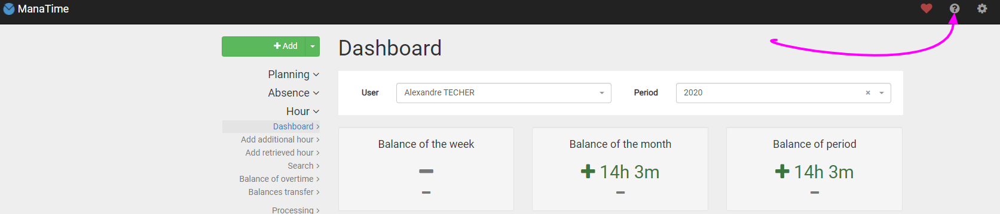 ManaTime
Add
Dashboard
Planning
Absence
Hour
Dashboard
Add additional hour
Add retrieved hour
Search
Balance of overtime
Balances transfer
Processing
User
Alexandre TECHER
Period
2020
Balance of the week
Balance of the month
Balance of period
–
+ 14h 3m
+ 14h 3m
–
–
–